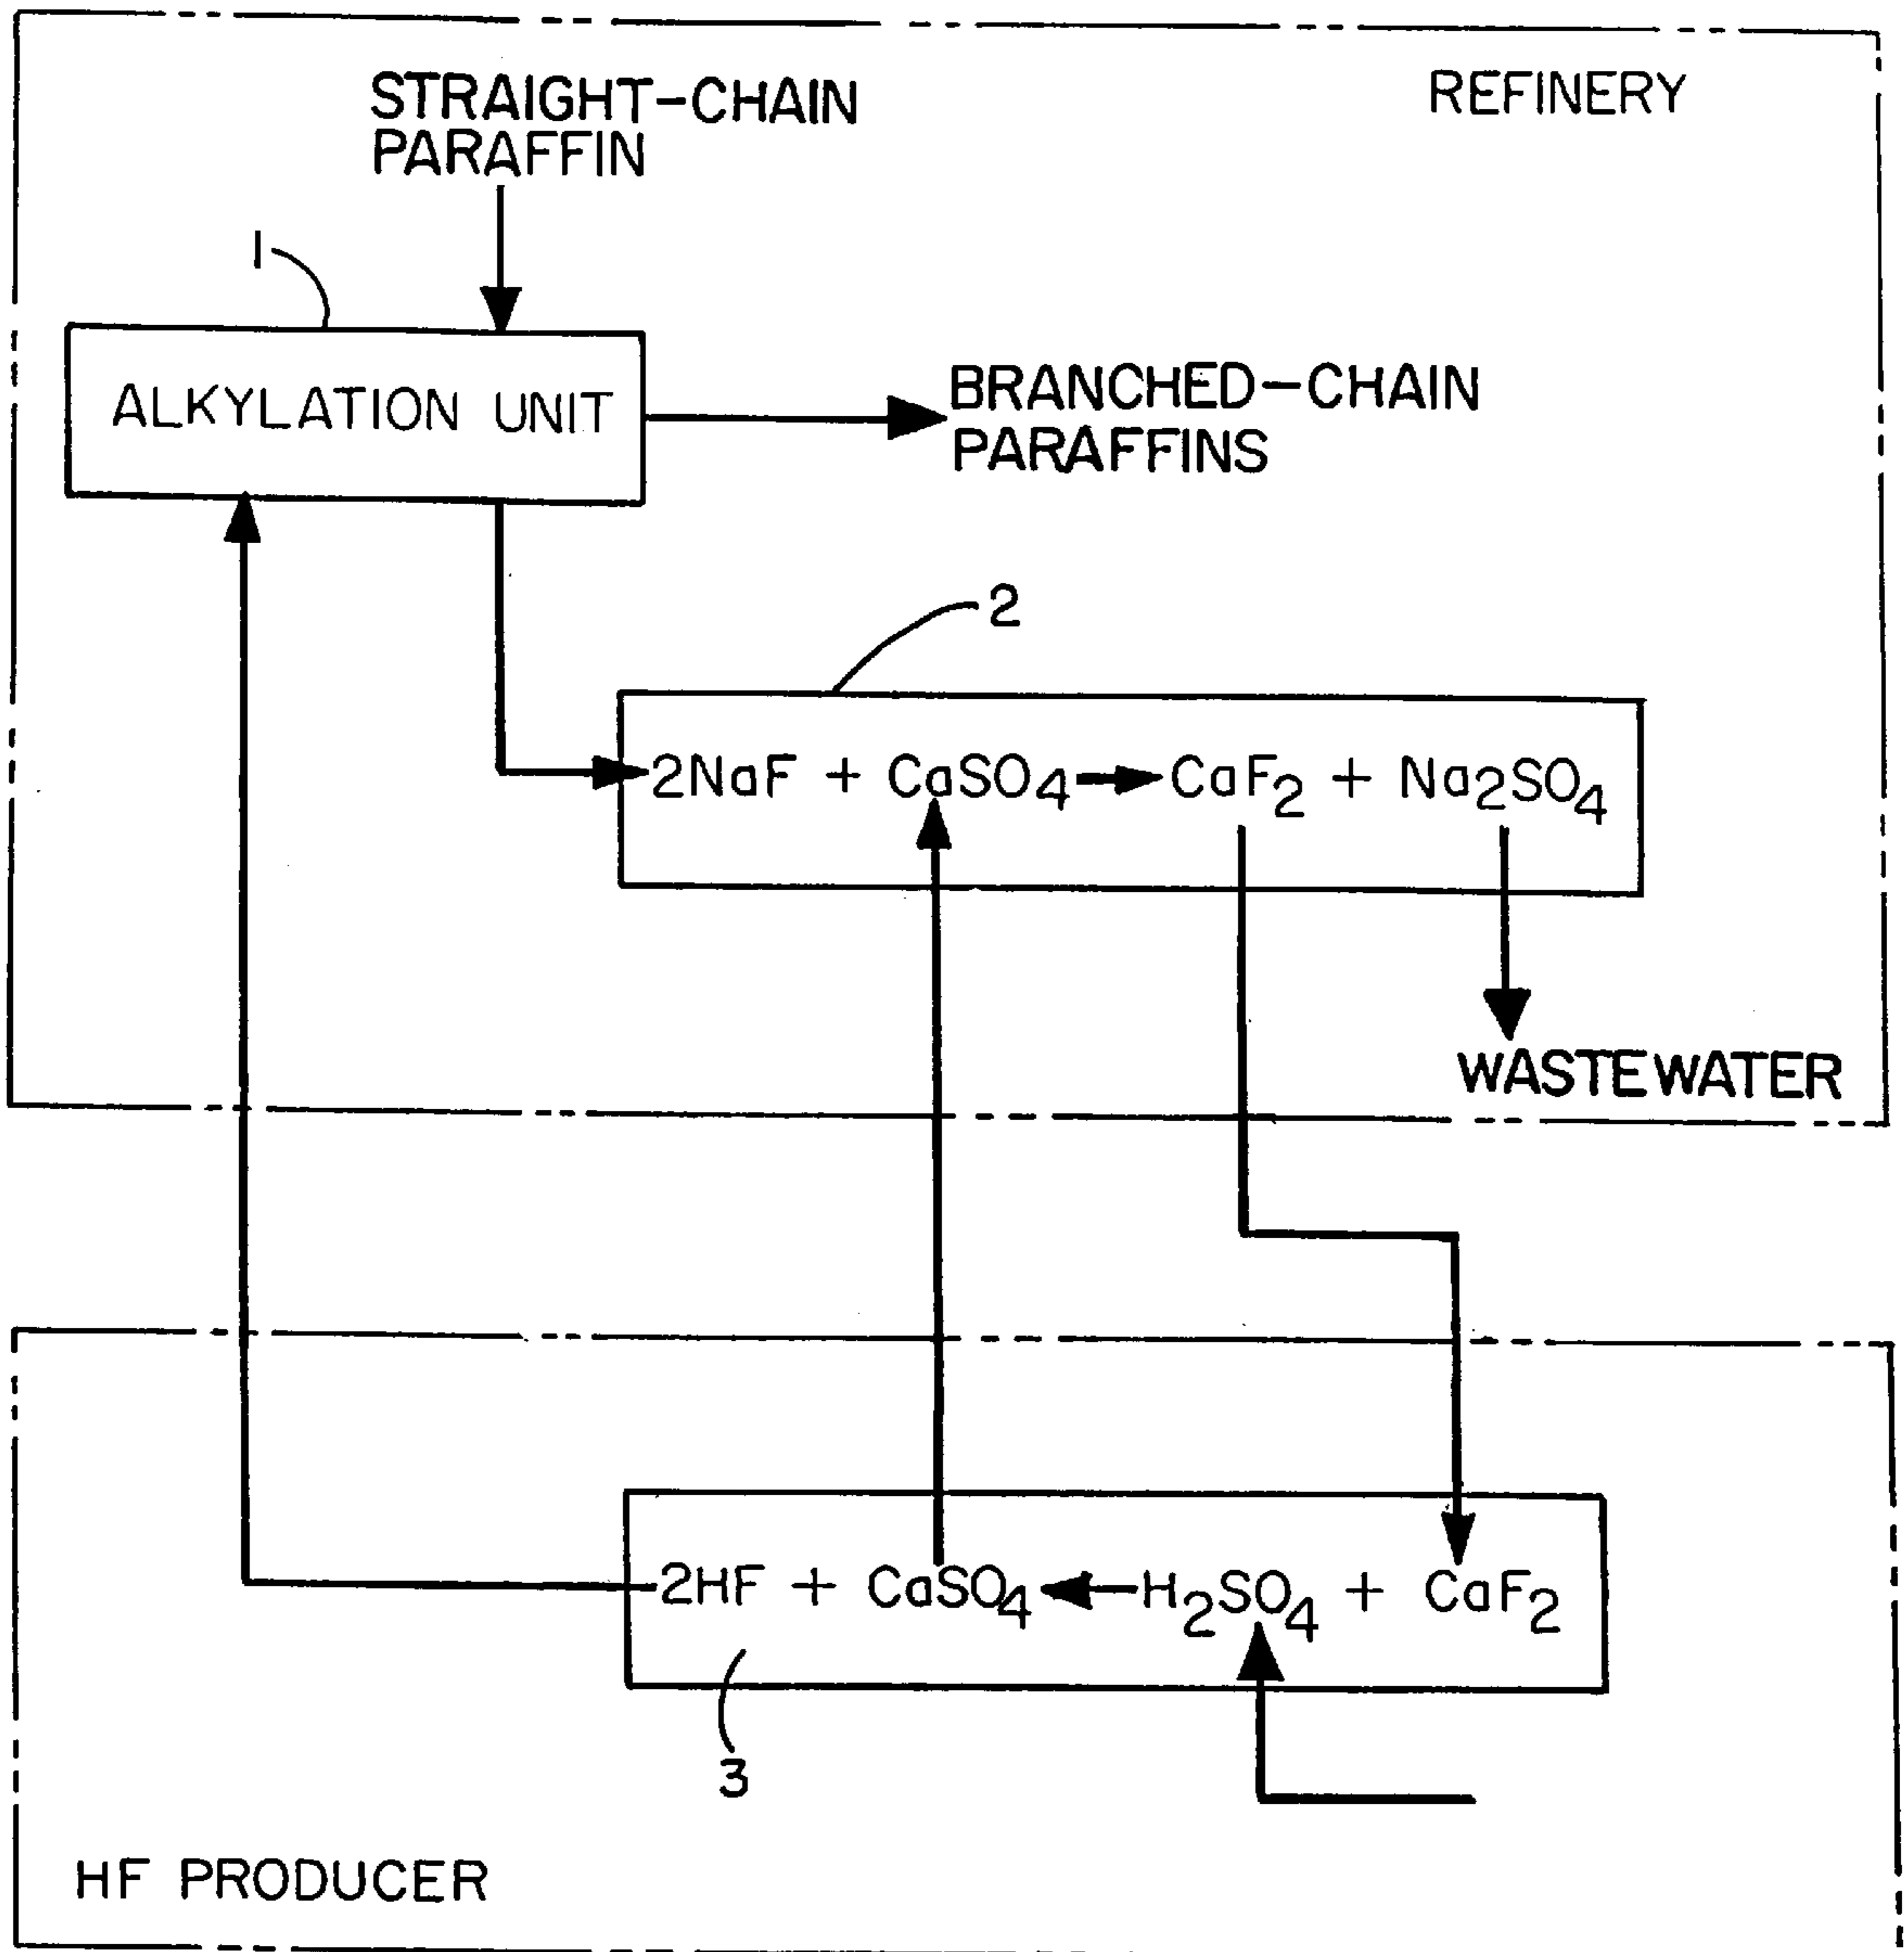 STRAIGHT-CHAIN
PARAFFIN
REFINERY
1
ALKYLATION UNIT
BRANCHED-CHAIN
PARAFFINS
2
2NaF + CaSO4 → CaF2 + Na2SO4
WASTEWATER
2HF + CaSO4 ← H2SO4 + CaF2
3
HF PRODUCER